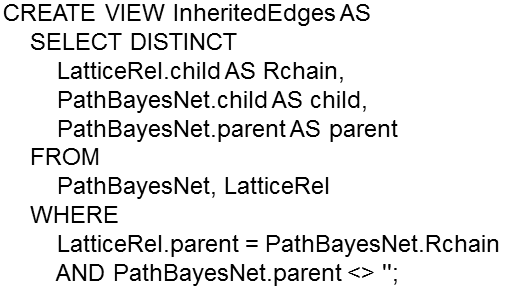 CREATE VIEW InheritedEdges AS
SELECT DISTINCT
LatticeRel.child AS Rchain,
PathBayesNet.child AS child,
PathBayesNet.parent AS parent
FROM
PathBayesNet, LatticeRel
WHERE
LatticeRel.parent = PathBayesNet.Rchain
AND PathBayesNet.parent <> '';